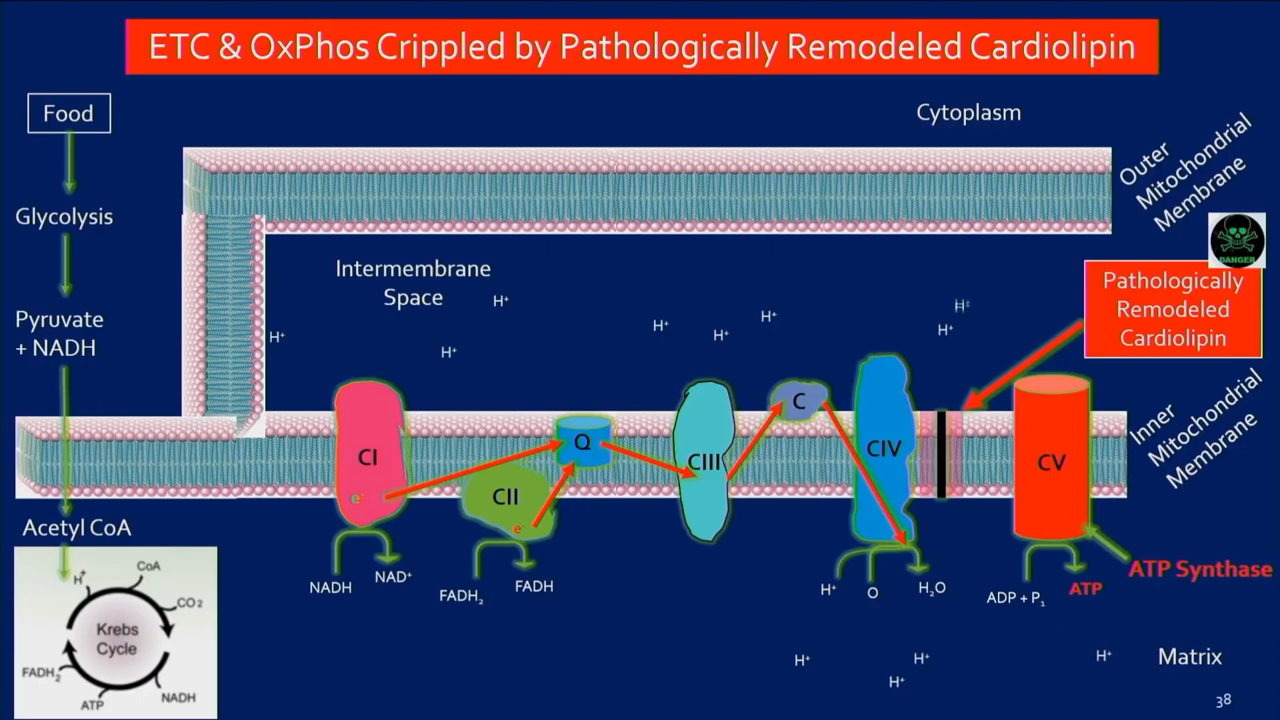 ETC & OxPhos Crippled by Pathologically Remodeled Cardiolipin
Food
Cytoplasm
Outer
Mitochondrial
Membrane
Glycolysis
DANGER
Intermembrane
Space
H⁺
H⁺
H⁺
H⁺
H⁺
H⁺
H⁺
H‡
Pathologically
Remodeled
Cardiolipin
Pyruvate
+ NADH
Inner
Mitochondrial
Membrane
CI
e⁻
CII
e⁻
Q
CIII
C
CIV
CV
Acetyl CoA
NADH
NAD⁺
FADH₂
FADH
H⁺
O
H₂O
ADP + P₁
ATP
ATP Synthase
H⁺
CoA
CO₂
Krebs
Cycle
FADH₂
ATP
NADH
H⁺
H⁺
H⁺
H⁺
Matrix
38